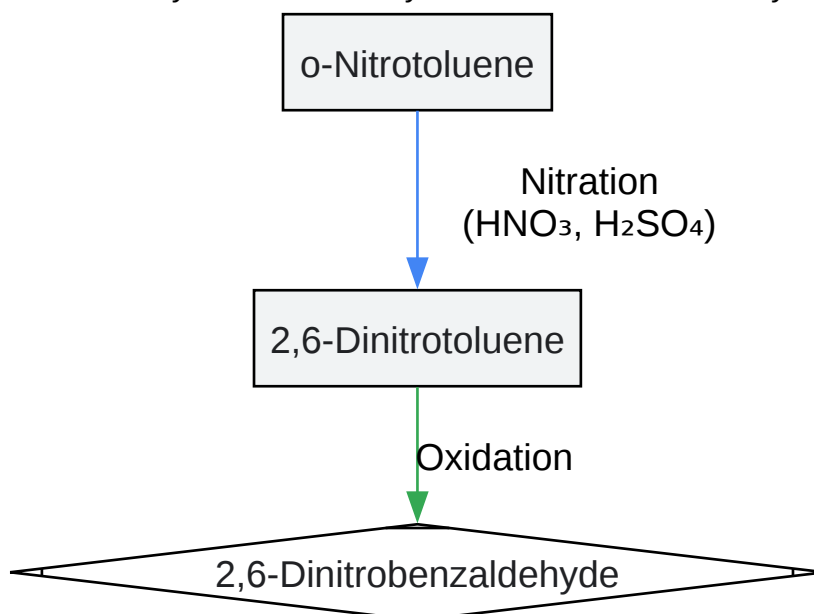 o-Nitrotoluene
Nitration
(HNO₃, H₂SO₄)
2,6-Dinitrotoluene
Oxidation
2,6-Dinitrobenzaldehyde